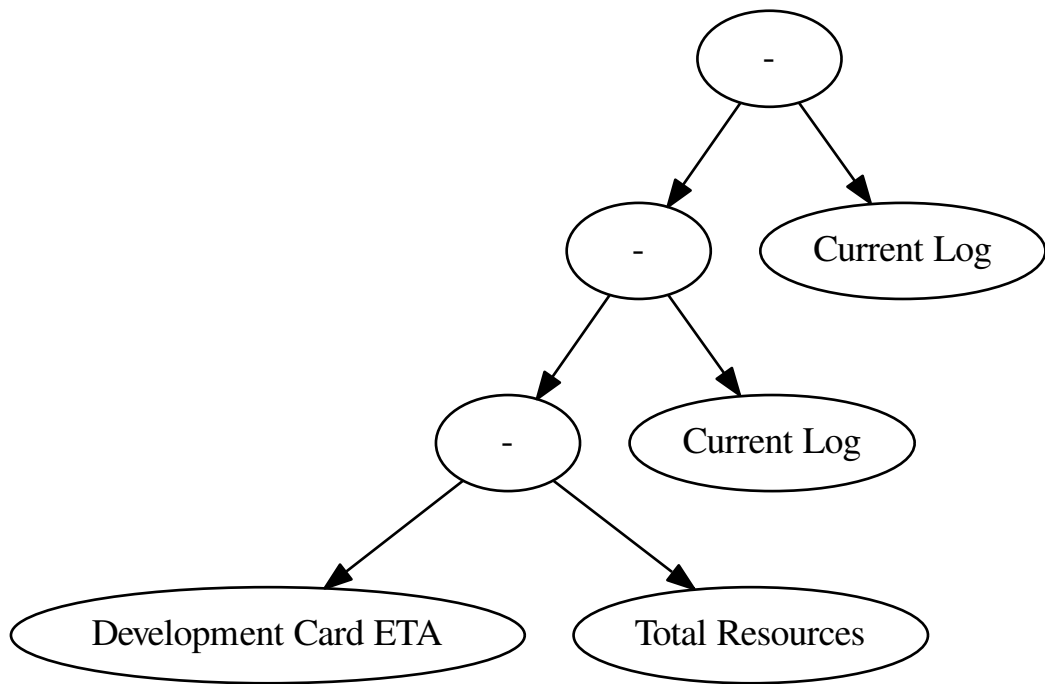 -
-
Current Log
-
Current Log
Development Card ETA
Total Resources